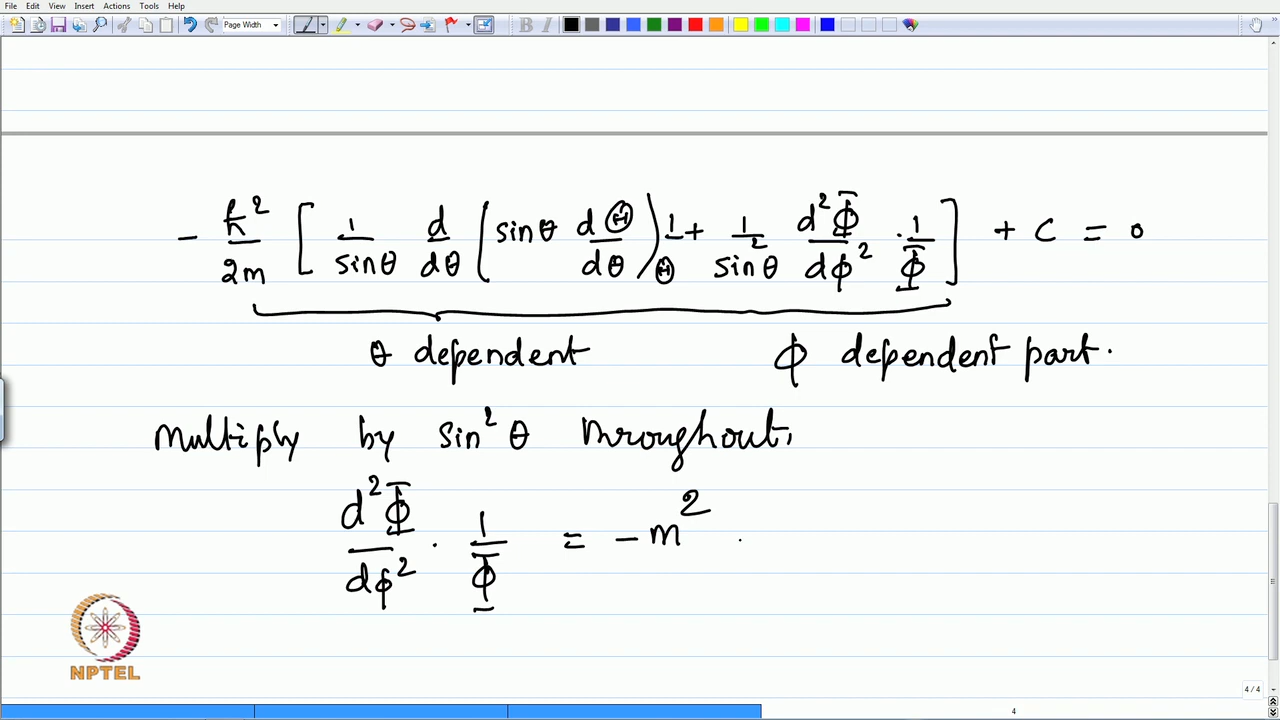 File Edit View Insert Actions Tools Help
Page Width
- ℏ²/2m [ 1/sinθ d/dθ ( sinθ dΘ/dθ ) 1/Θ + 1/sin²θ d²Φ/dφ² · 1/Φ ] + C = 0
θ dependent φ dependent part.
Multiply by sin²θ throughout,
d²Φ/dφ² · 1/Φ = -m²
NPTEL
4/4
4